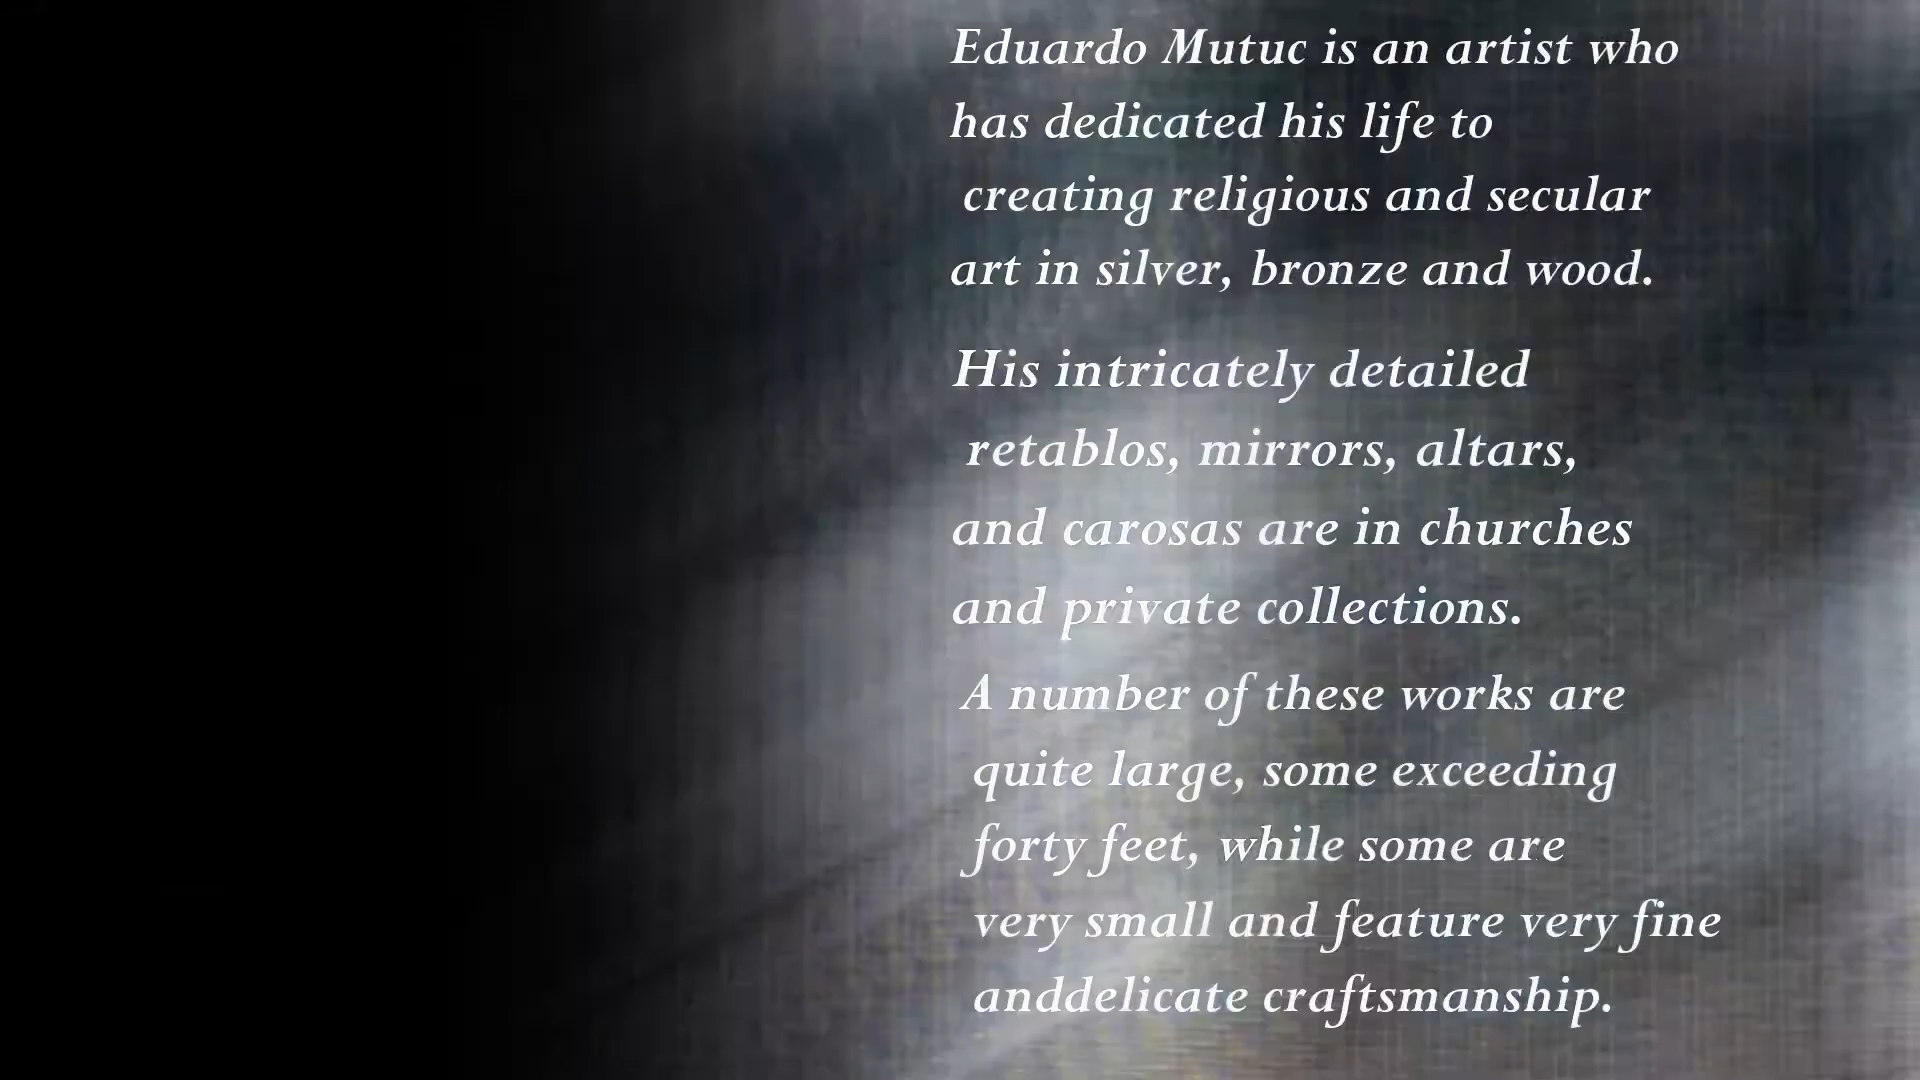 Eduardo Mutuc is an artist who
has dedicated his life to
creating religious and secular
art in silver, bronze and wood.
His intricately detailed
retablos, mirrors, altars,
and carosas are in churches
and private collections.
A number of these works are
quite large, some exceeding
forty feet, while some are
very small and feature very fine
anddelicate craftsmanship.